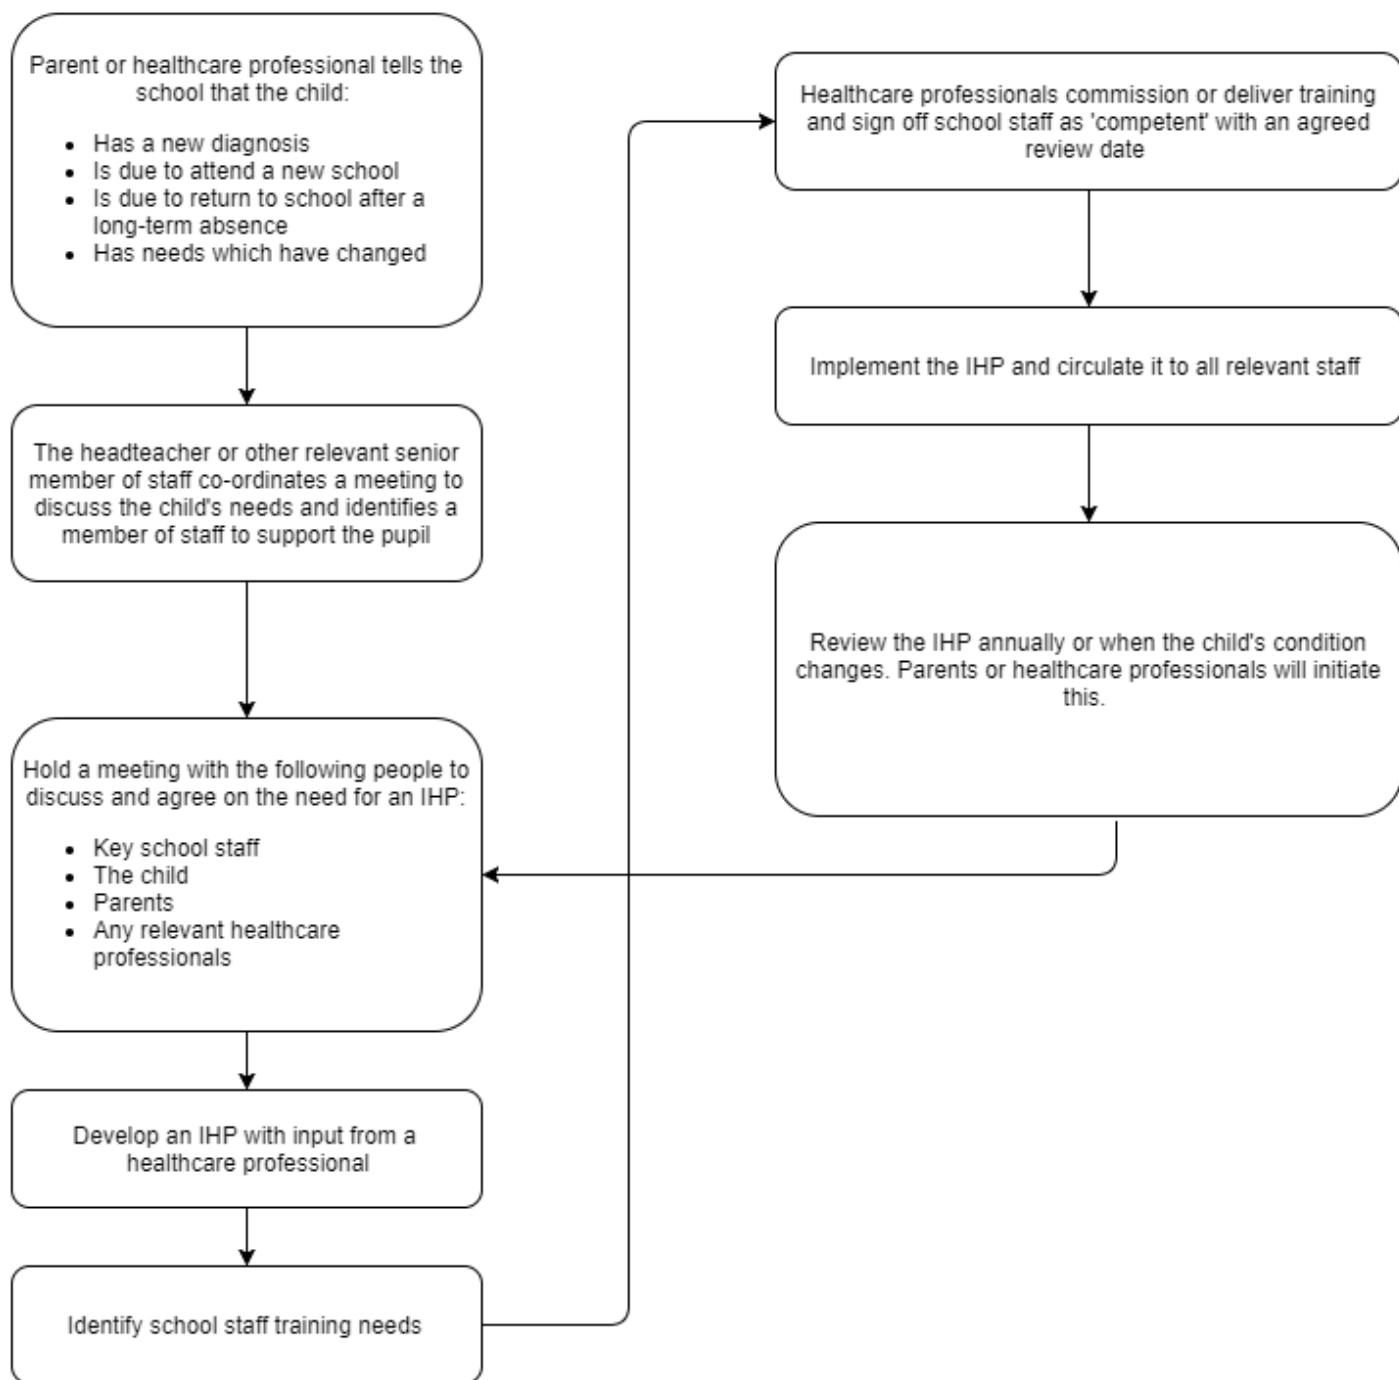 Parent or healthcare professional tells the
school that the child:
• Has a new diagnosis
• Is due to attend a new school
• Is due to return to school after a
long-term absence
• Has needs which have changed
The headteacher or other relevant senior
member of staff co-ordinates a meeting to
discuss the child's needs and identifies a
member of staff to support the pupil
Hold a meeting with the following people to
discuss and agree on the need for an IHP:
• Key school staff
• The child
• Parents
• Any relevant healthcare
professionals
Develop an IHP with input from a
healthcare professional
Identify school staff training needs
Healthcare professionals commission or deliver training
and sign off school staff as 'competent' with an agreed
review date
Implement the IHP and circulate it to all relevant staff
Review the IHP annually or when the child's condition
changes. Parents or healthcare professionals will initiate
this.